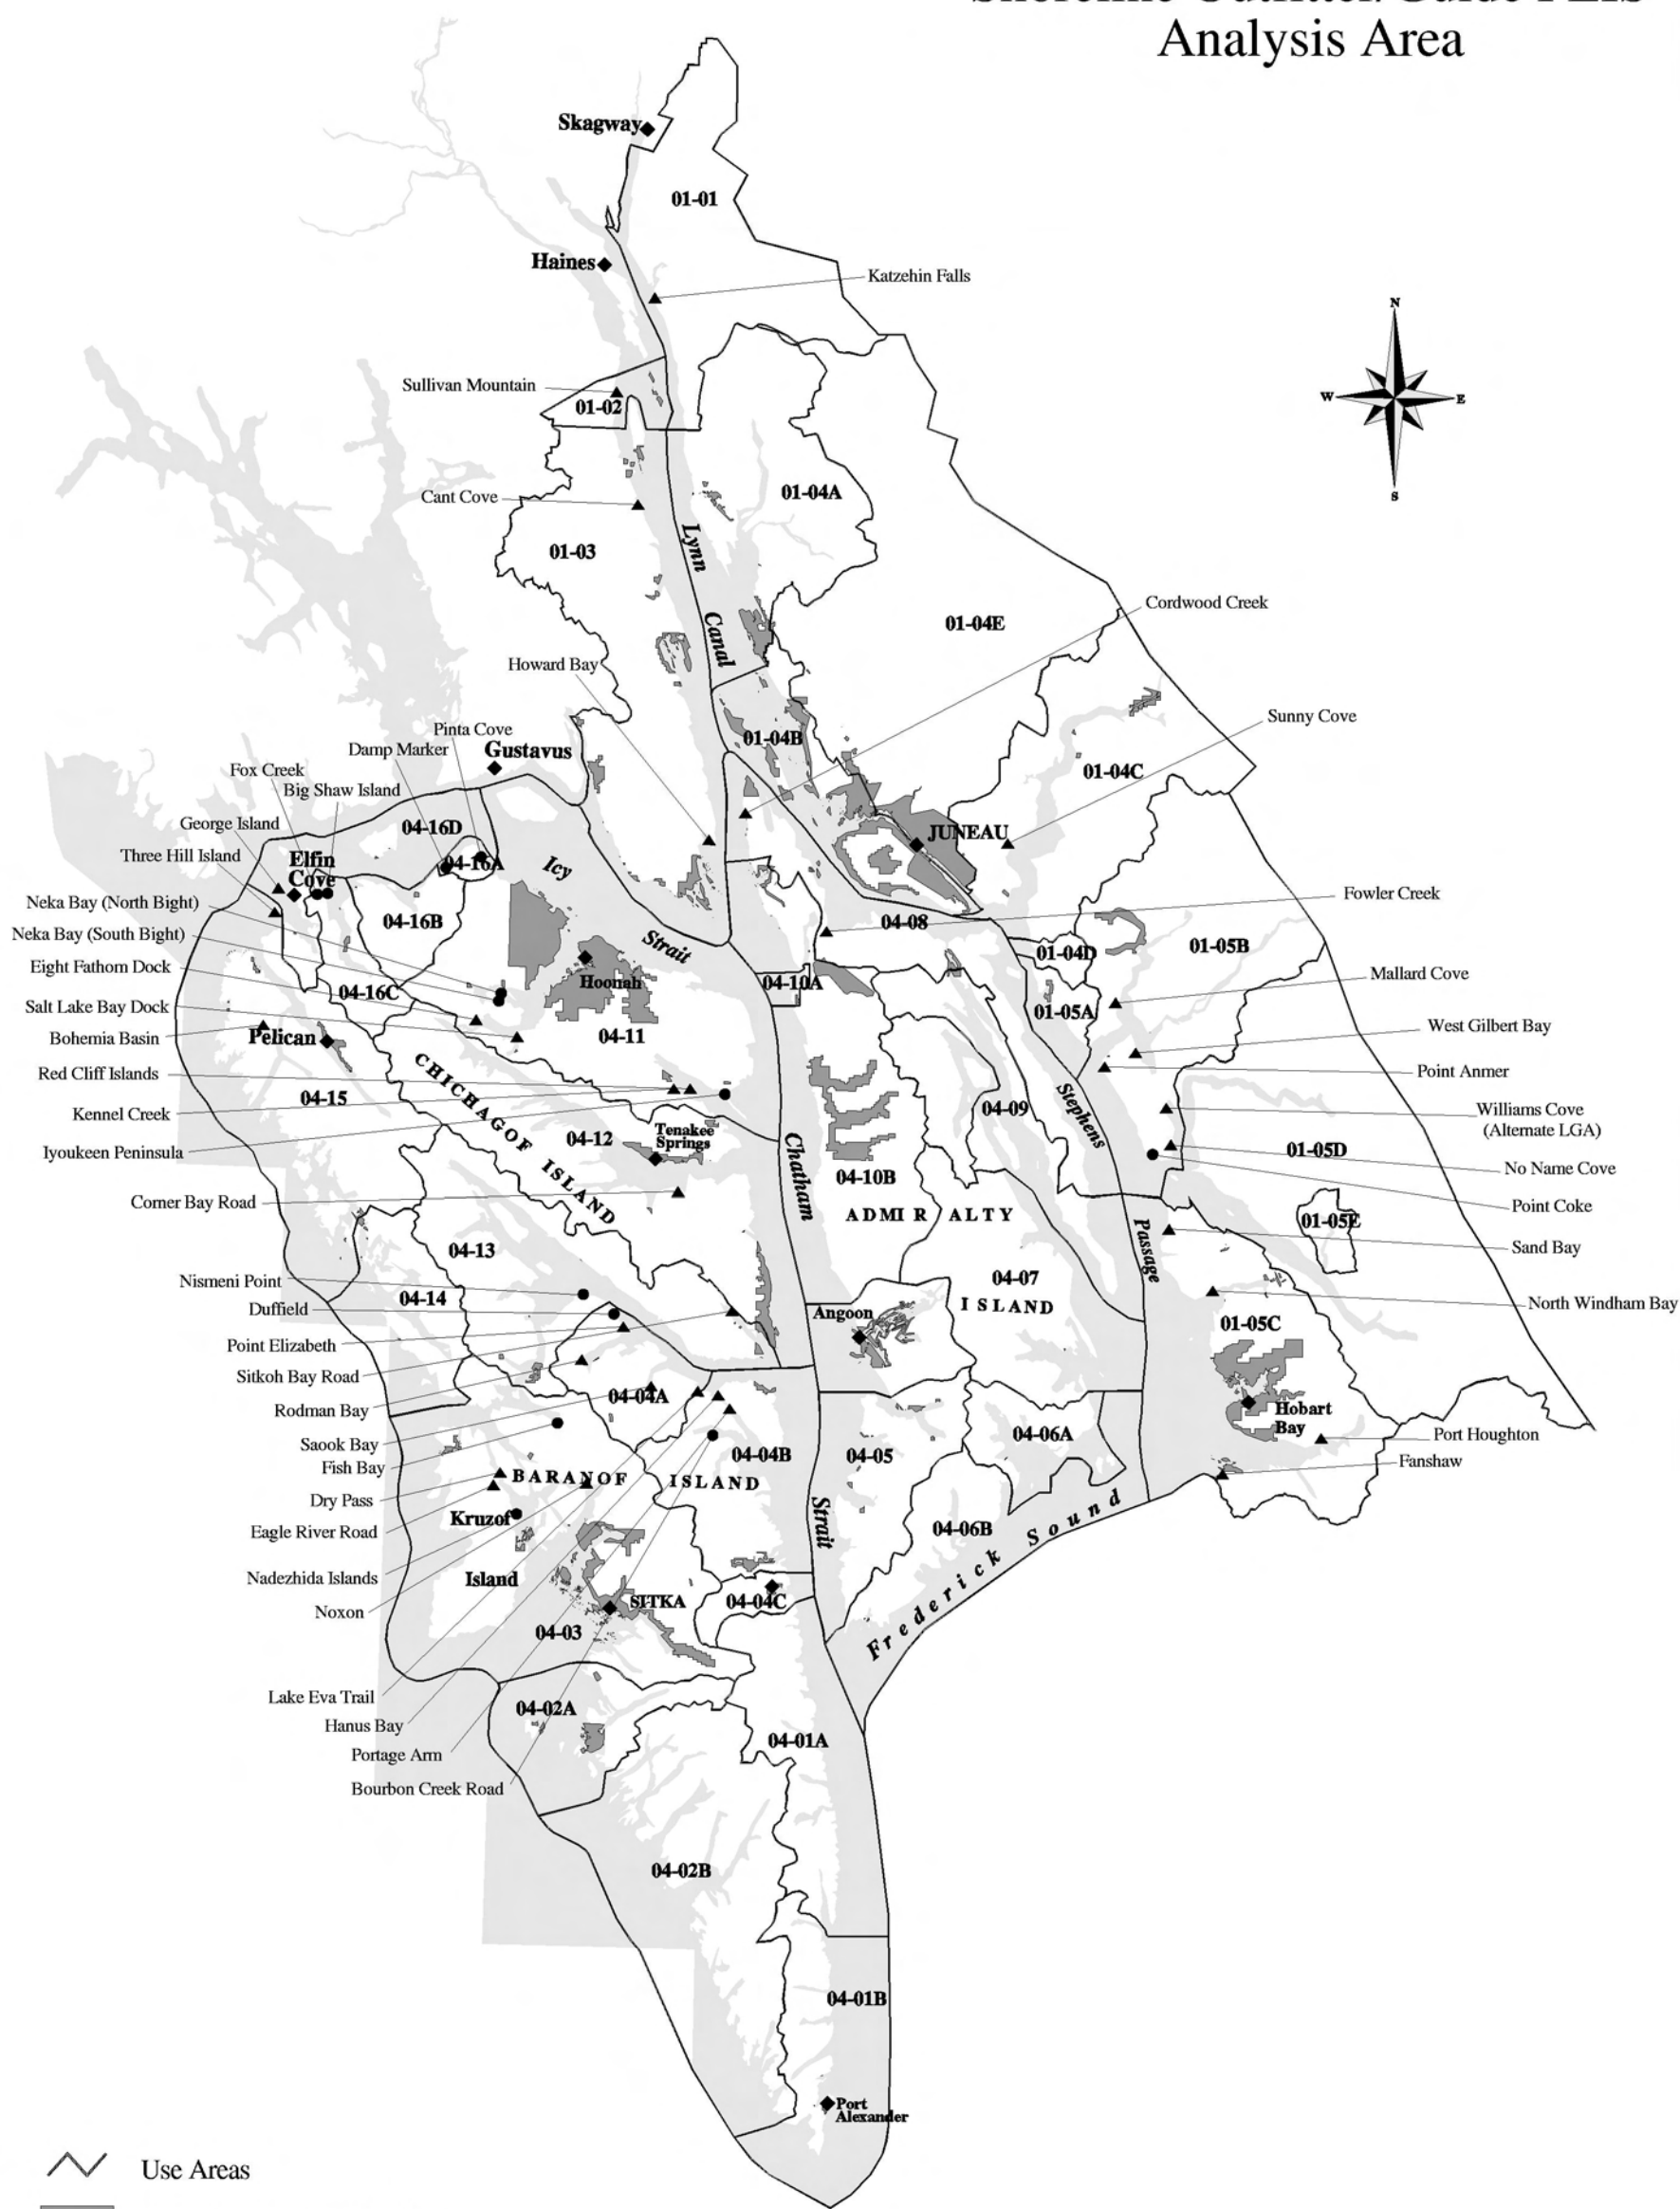 Shoreline Outfitter/Guide FEIS
Analysis Area
Skagway
01-01
Haines
Katzehin Falls
N
W
E
S
Sullivan Mountain
01-02
Cant Cove
01-04A
01-03
Lynn
Canal
Cordwood Creek
01-04E
Howard Bay
Sunny Cove
Pinta Cove
Damp Marker
Gustavus
01-04B
Fox Creek
Big Shaw Island
01-04C
George Island
04-16D
JUNEAU
Three Hill Island
Elfin
Cove
04-16A
Icy
Neka Bay (North Bight)
04-16B
04-08
Fowler Creek
Neka Bay (South Bight)
Strait
01-04D
01-05B
Eight Fathom Dock
Hoonah
04-10A
Mallard Cove
04-16C
Salt Lake Bay Dock
01-05A
West Gilbert Bay
Bohemia Basin
Pelican
04-11
Red Cliff Islands
Point Anmer
CHICHAGOF ISLAND
04-15
Kennel Creek
04-09
Stephens
Williams Cove
(Alternate LGA)
Iyoukeen Peninsula
04-12
Tenakee
Springs
Chatham
01-05D
No Name Cove
04-10B
Corner Bay Road
Point Coke
ADMIRALTY
01-05E
Passage
Sand Bay
04-13
Nismeni Point
04-07
04-14
ISLAND
North Windham Bay
Duffield
Angoon
01-05C
Point Elizabeth
Sitkoh Bay Road
04-04A
Rodman Bay
Hobart
Bay
Saook Bay
04-04B
04-05
04-06A
Port Houghton
Fish Bay
Fanshaw
BARANOF ISLAND
Dry Pass
Kruzof
Strait
Eagle River Road
04-06B
Frederick Sound
Nadezhida Islands
Island
Noxon
SITKA
04-04C
04-03
Lake Eva Trail
04-02A
Hanus Bay
04-01A
Portage Arm
Bourbon Creek Road
04-02B
04-01B
Port
Alexander
Use Areas